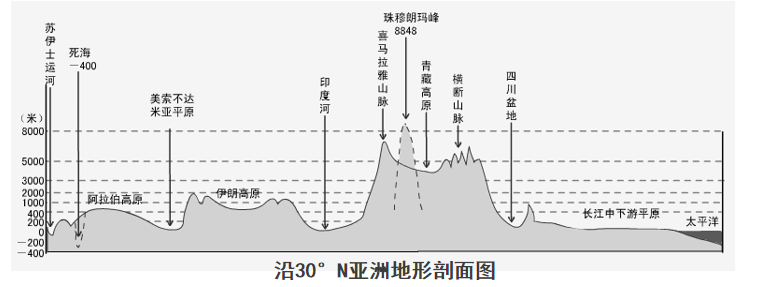 苏伊士运河
死海
－400
美索不达
米亚平原
印度河
喜马拉雅山脉
珠穆朗玛峰
8848
青藏高原
横断山脉
四川盆地
（米）
8000
5000
3000
2000
1000
400
200
0
－200
－400
阿拉伯高原
伊朗高原
长江中下游平原
太平洋
沿30°N亚洲地形剖面图